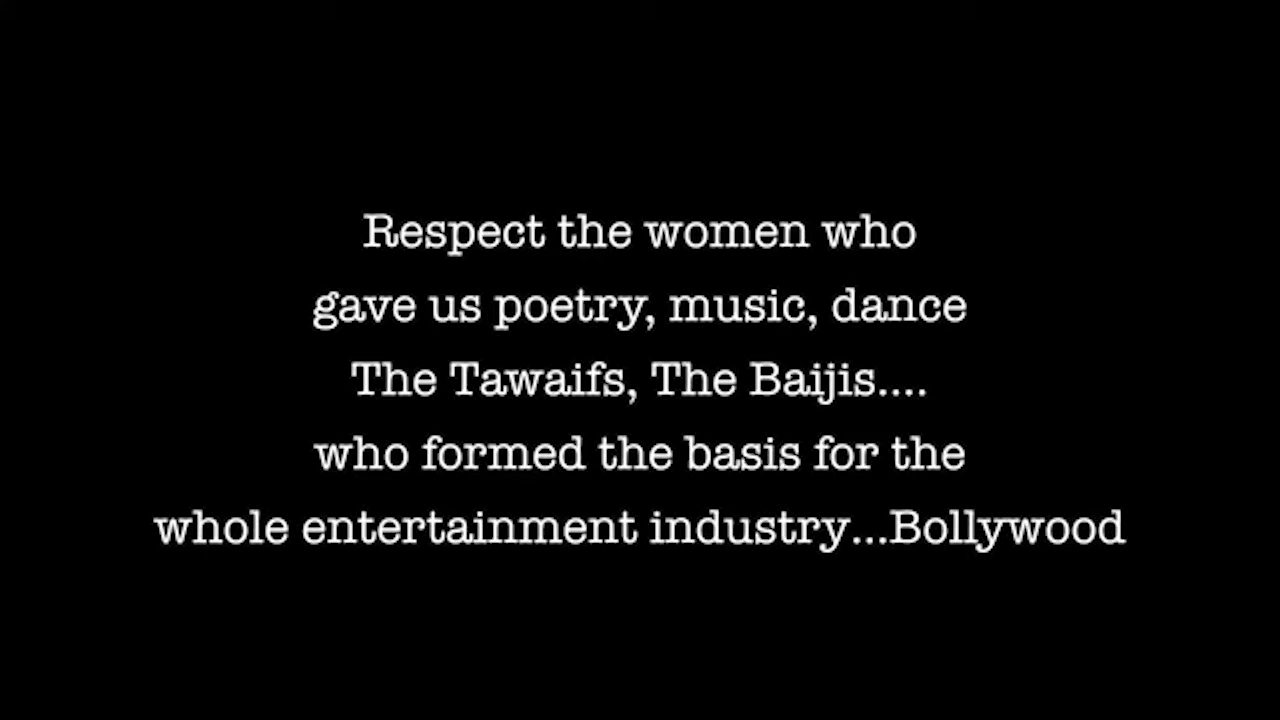 Respect the women who
gave us poetry, music, dance
The Tawaifs, The Baijis....
who formed the basis for the
whole entertainment industry...Bollywood